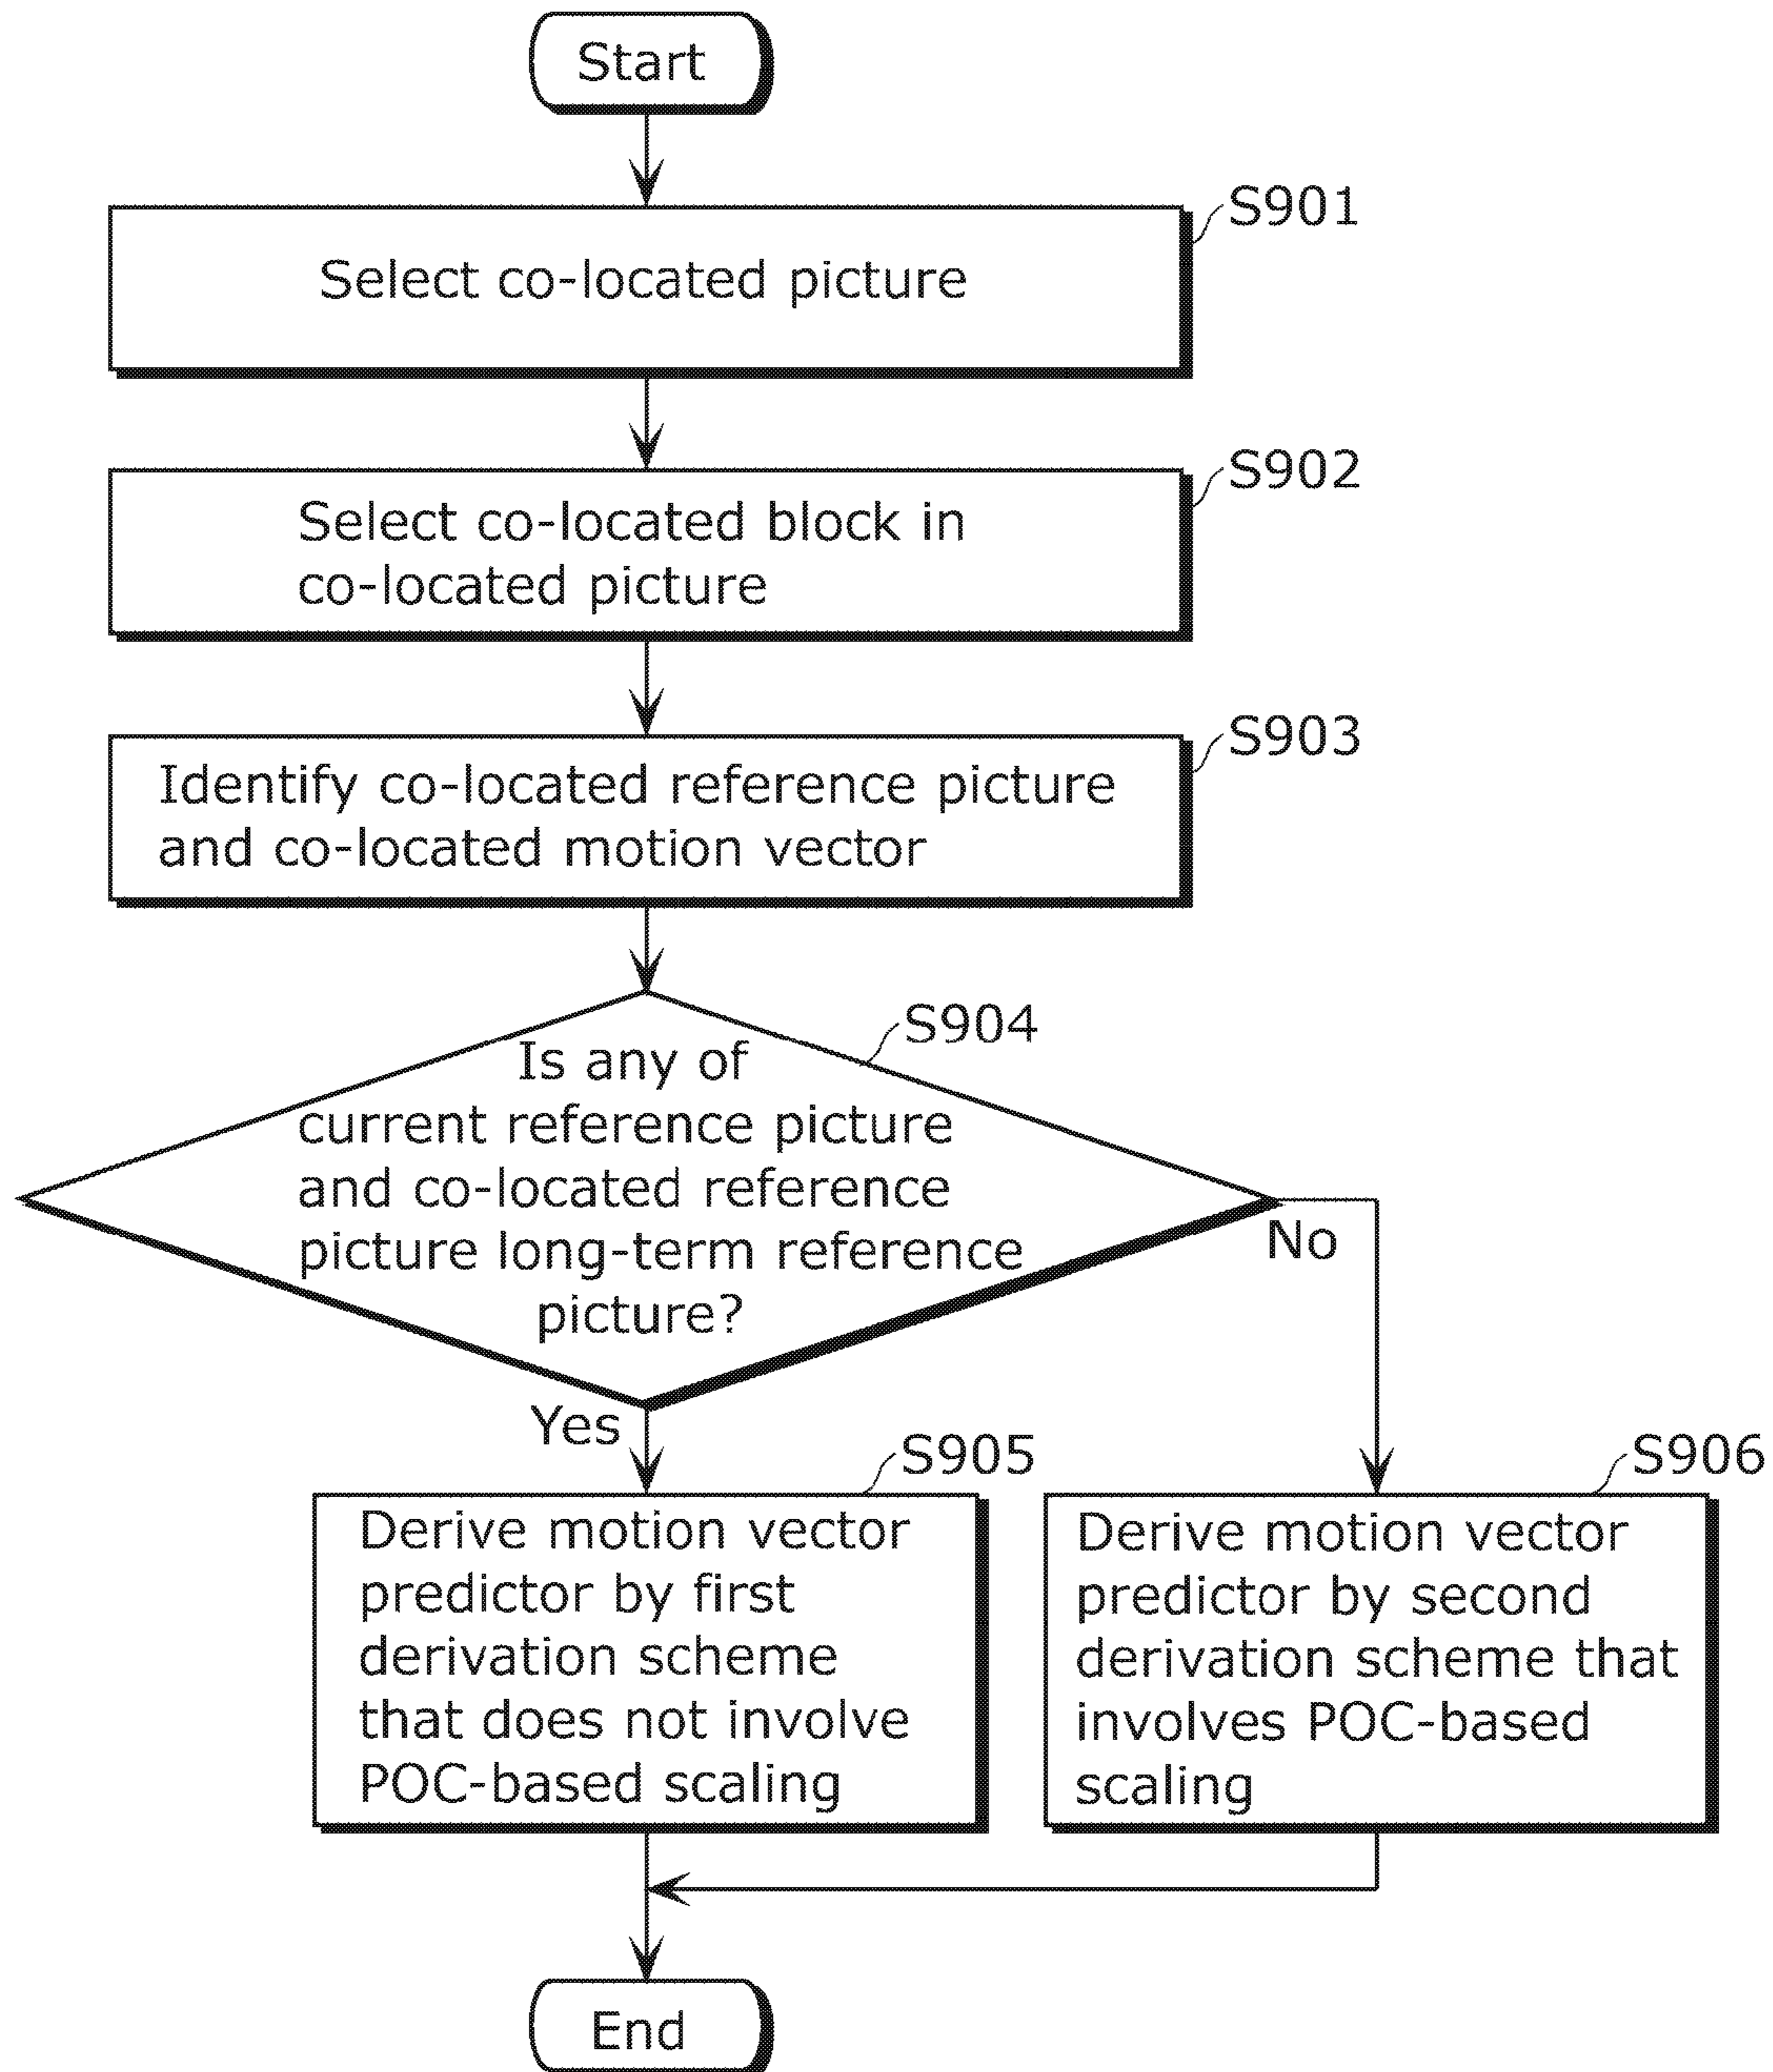 Start
S901
Select co-located picture
S902
Select co-located block in
co-located picture
S903
Identify co-located reference picture
and co-located motion vector
S904
Is any of
current reference picture
and co-located reference
picture long-term reference
picture?
No
Yes
S905
Derive motion vector
predictor by first
derivation scheme
that does not involve
POC-based scaling
S906
Derive motion vector
predictor by second
derivation scheme that
involves POC-based
scaling
End